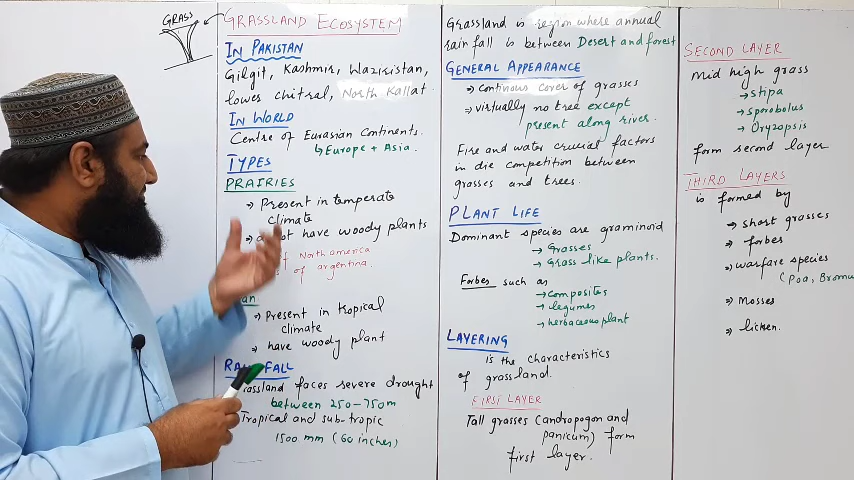 GRASS
GRASSLAND ECOSYSTEM
IN PAKISTAN
Gilgit, Kashmir, Waziristan,
lower chitral, North Kallat.
IN WORLD
Centre of Eurasian Continents.
↳ Europe + Asia.
TYPES
PRAIRIES
→ Present in temperate
climate
not have woody plants
of North america
of argentina.
→ Present in tropical
climate
→ have woody plant
RAINFALL
Grassland faces severe drought
between 250-750m
Tropical and sub-tropic
1500 mm (60 inches)
Grassland is region where annual
rainfall is between Desert and forest
GENERAL APPEARANCE
→ continous cover of grasses
→ virtually no tree except
present along river.
Fire and water crucial factors
in die competition between
grasses and trees.
PLANT LIFE
Dominant species are graminoid
→ Grasses
→ Grass like plants.
Forbes such as
→ composites
→ legumes
→ herbaceous plant
LAYERING
is the characteristics
of grassland.
FIRST LAYER
Tall grasses (andropogon and
panicum) form
first layer.
SECOND LAYER
Mid high grass
→ Stipa
→ Sporobolus
→ Oryzopsis
form second layer
THIRD LAYERS
is formed by
→ short grasses
→ forbes
→ warfare species
(Poa, Bromu
→ Mosses
→ licken.